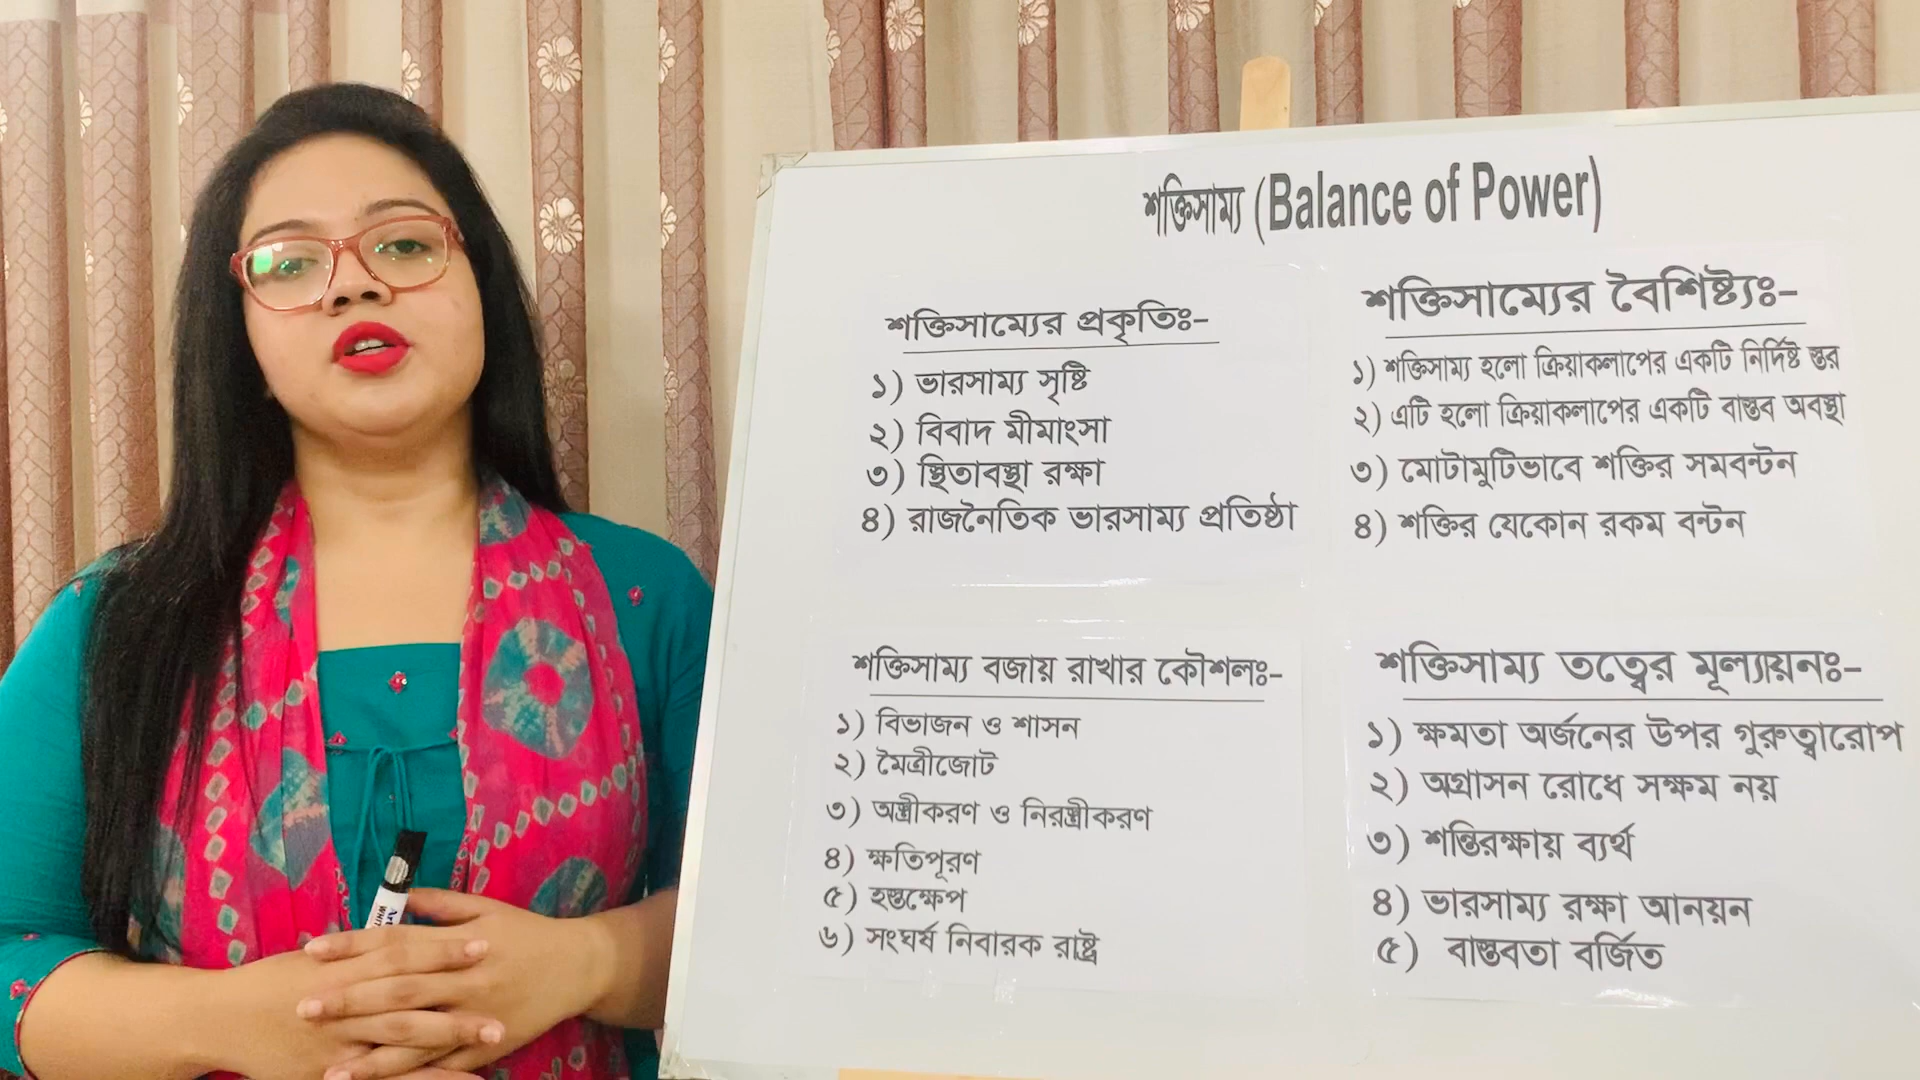 শক্তিসাম্য (Balance of Power)
শক্তিসাম্যের প্রকৃতিঃ-
১) ভারসাম্য সৃষ্টি
২) বিবাদ মীমাংসা
৩) স্থিতাবস্থা রক্ষা
৪) রাজনৈতিক ভারসাম্য প্রতিষ্ঠা
শক্তিসাম্যের বৈশিষ্ট্যঃ-
১) শক্তিসাম্য হলো ক্রিয়াকলাপের একটি নির্দিষ্ট স্তর
২) এটি হলো ক্রিয়াকলাপের একটি বাস্তব অবস্থা
৩) মোটামুটিভাবে শক্তির সমবন্টন
৪) শক্তির যেকোন রকম বন্টন
শক্তিসাম্য বজায় রাখার কৌশলঃ-
১) বিভাজন ও শাসন
২) মৈত্রীজোট
৩) অস্ত্রীকরণ ও নিরস্ত্রীকরণ
৪) ক্ষতিপূরণ
৫) হস্তক্ষেপ
৬) সংঘর্ষ নিবারক রাষ্ট্র
শক্তিসাম্য তত্ত্বের মূল্যায়নঃ-
১) ক্ষমতা অর্জনের উপর গুরুত্বারোপ
২) অগ্রাসন রোধে সক্ষম নয়
৩) শন্তিরক্ষায় ব্যর্থ
৪) ভারসাম্য রক্ষা আনয়ন
৫) বাস্তবতা বর্জিত